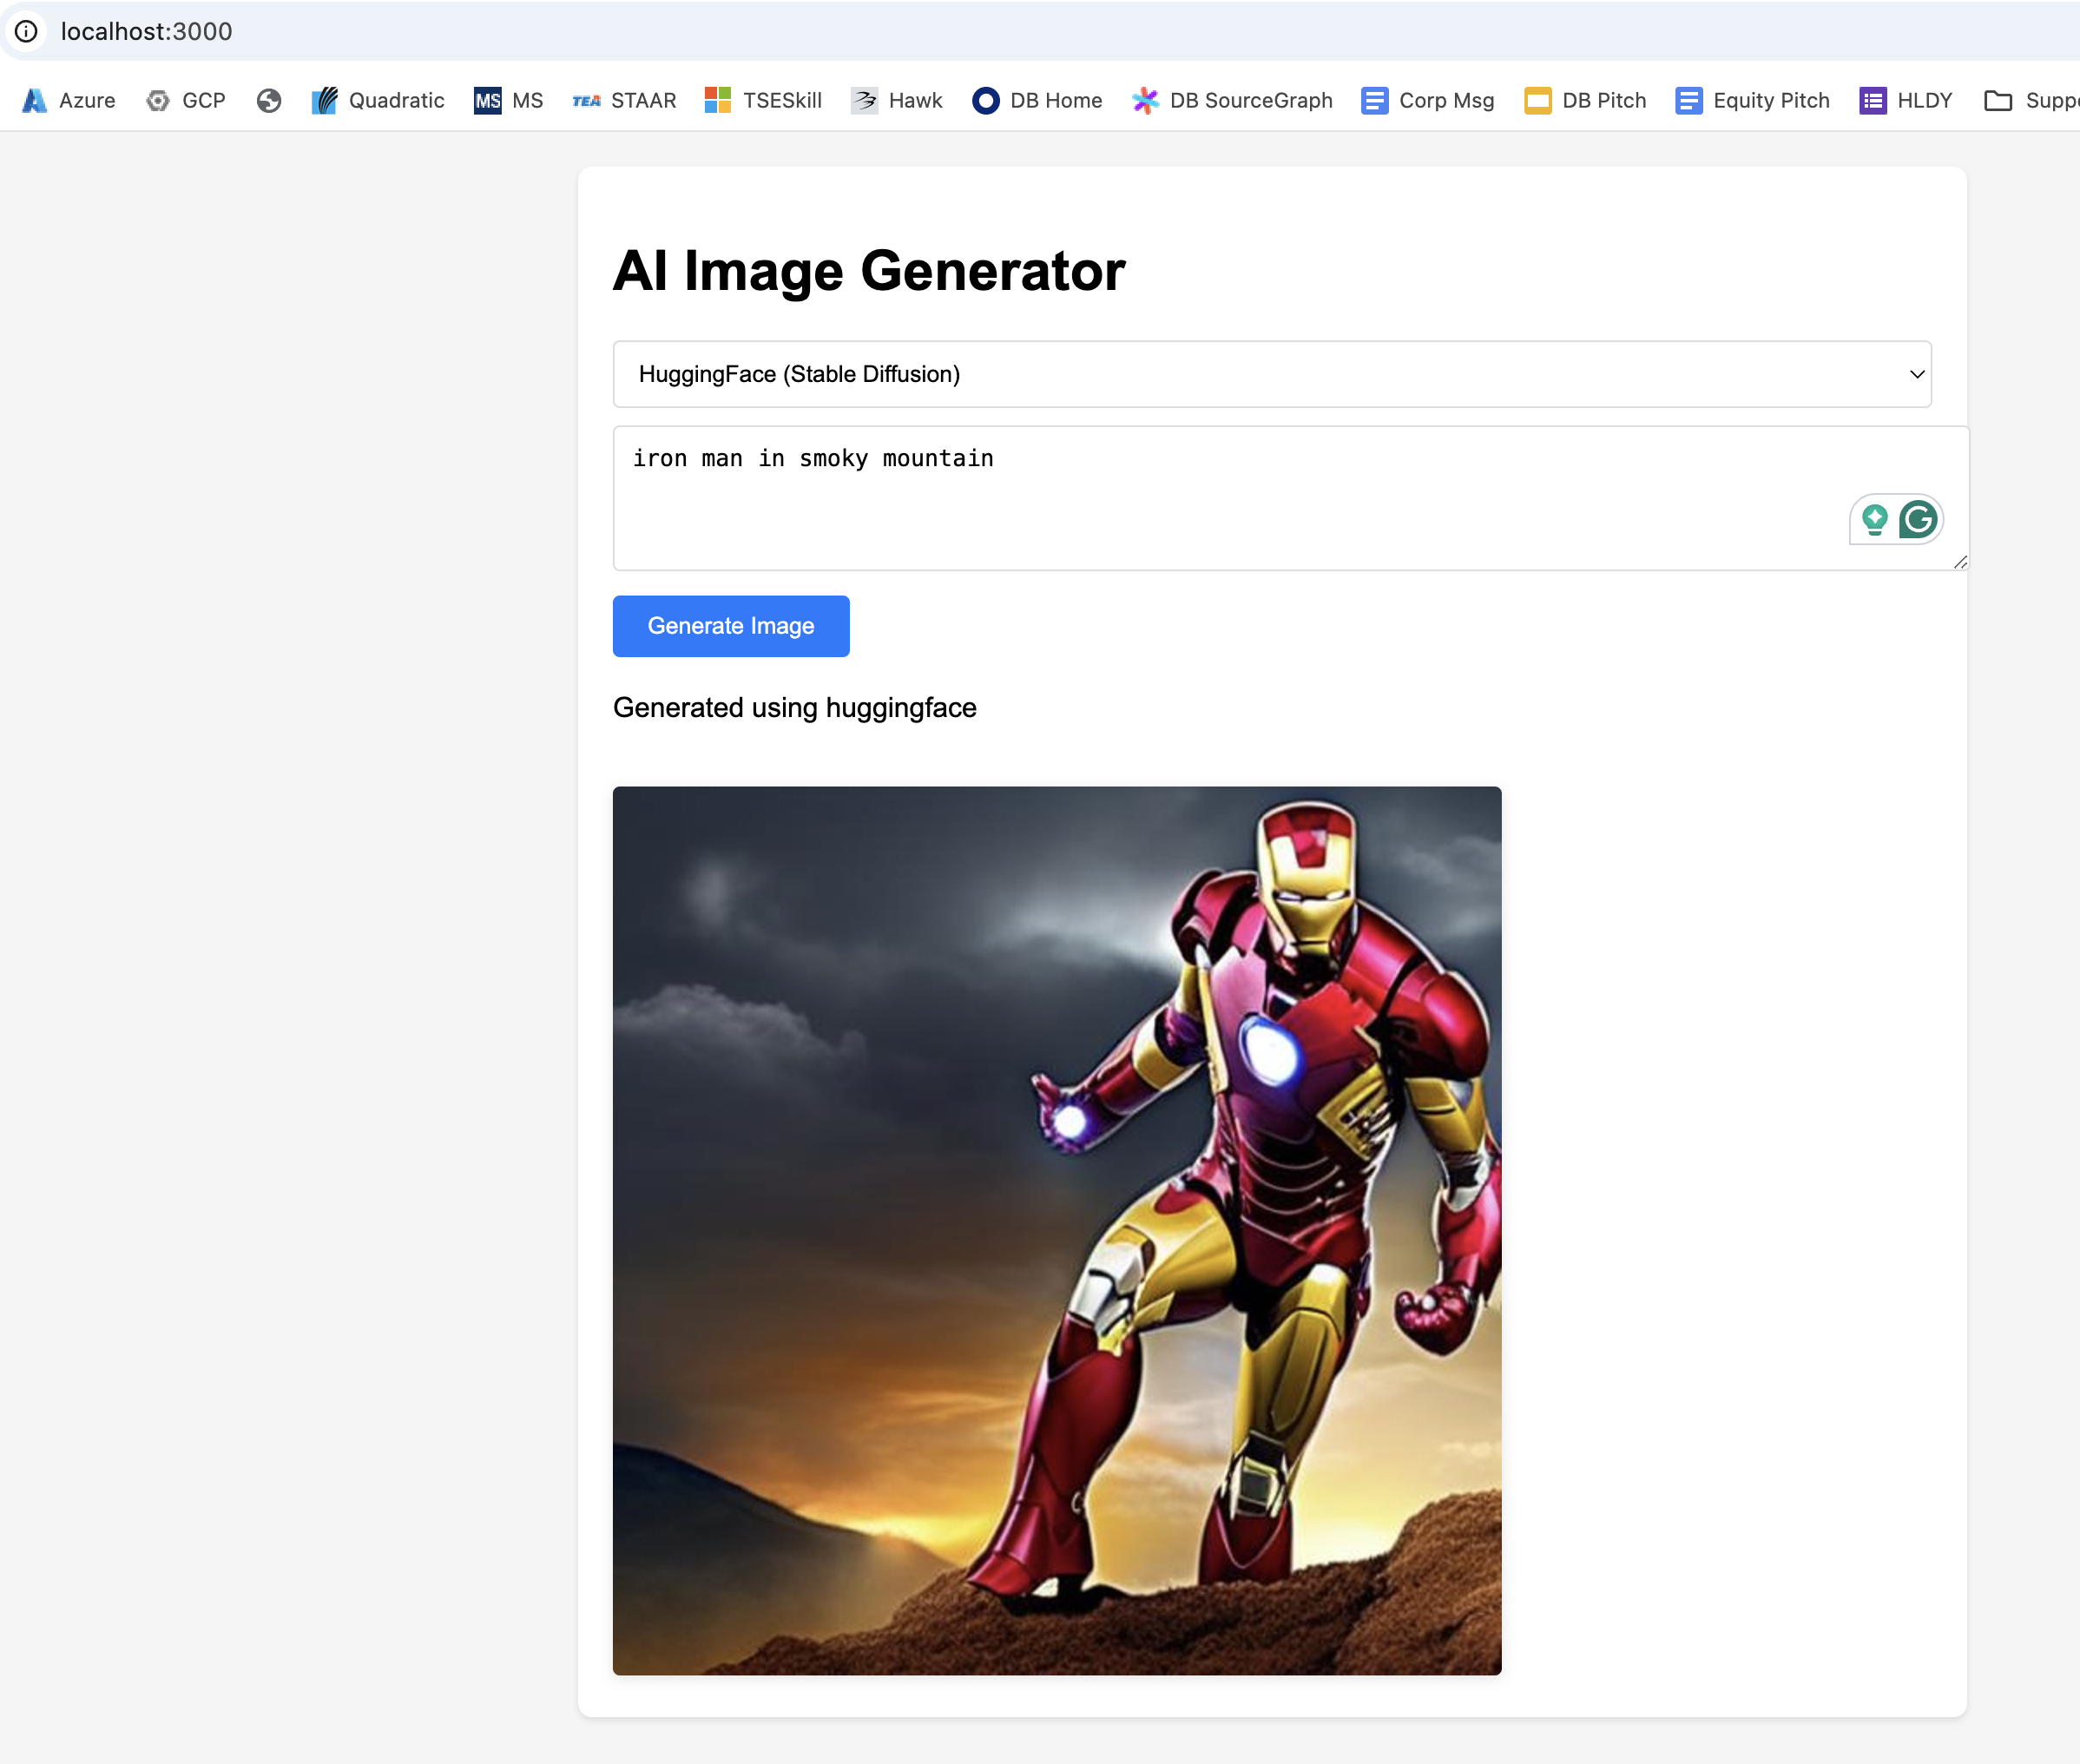 localhost:3000
Azure GCP Quadratic MS MS TEA STAAR TSESkill Hawk DB Home DB SourceGraph Corp Msg DB Pitch Equity Pitch HLDY
AI Image Generator
HuggingFace (Stable Diffusion)
iron man in smoky mountain
Generate Image
Generated using huggingface